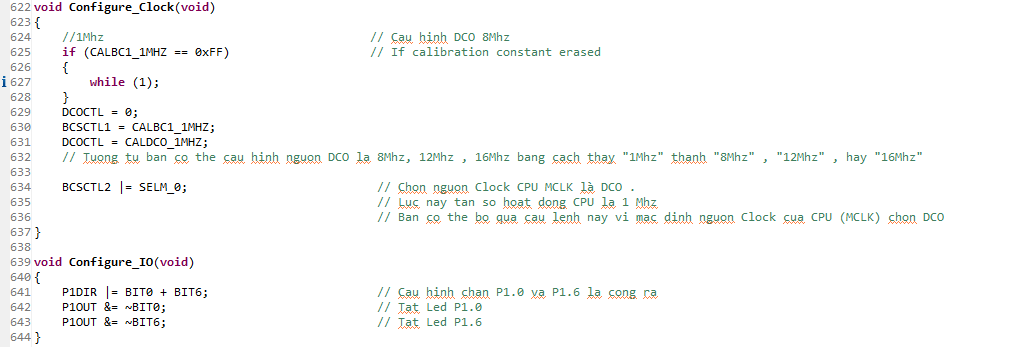 622 void Configure_Clock(void)
623 {
624 //1Mhz // Cau hinh DCO 8Mhz
625 if (CALBC1_1MHZ == 0xFF) // If calibration constant erased
626 {
i 627 while (1);
628 }
629 DCOCTL = 0;
630 BCSCTL1 = CALBC1_1MHZ;
631 DCOCTL = CALDCO_1MHZ;
632 // Tuong tu ban co the cau hinh nguon DCO la 8Mhz, 12Mhz , 16Mhz bang cach thay "1Mhz" thanh "8Mhz" , "12Mhz" , hay "16Mhz"
633
634 BCSCTL2 |= SELM_0; // Chon nguon Clock CPU MCLK là DCO .
635 // Luc nay tan so hoat dong CPU la 1 Mhz
636 // Ban co the bo qua cau lenh nay vi mac dinh nguon Clock cua CPU (MCLK) chon DCO
637 }
638
639 void Configure_IO(void)
640 {
641 P1DIR |= BIT0 + BIT6; // Cau hinh chan P1.0 va P1.6 la cong ra
642 P1OUT &= ~BIT0; // Tat Led P1.0
643 P1OUT &= ~BIT6; // Tat Led P1.6
644 }